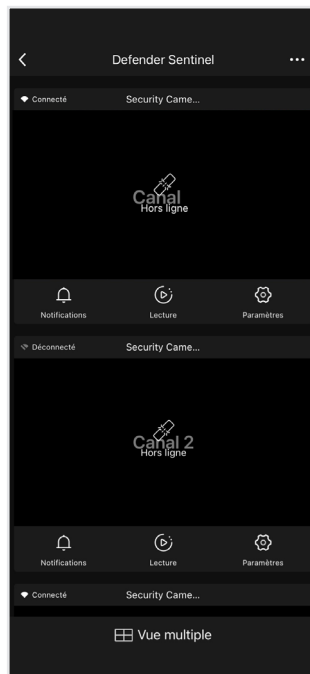 Defender Sentinel
Connecté Security Came...
Canal
Hors ligne
Notifications Lecture Paramètres
Déconnecté Security Came...
Canal 2
Hors ligne
Notifications Lecture Paramètres
Connecté Security Came...
Vue multiple